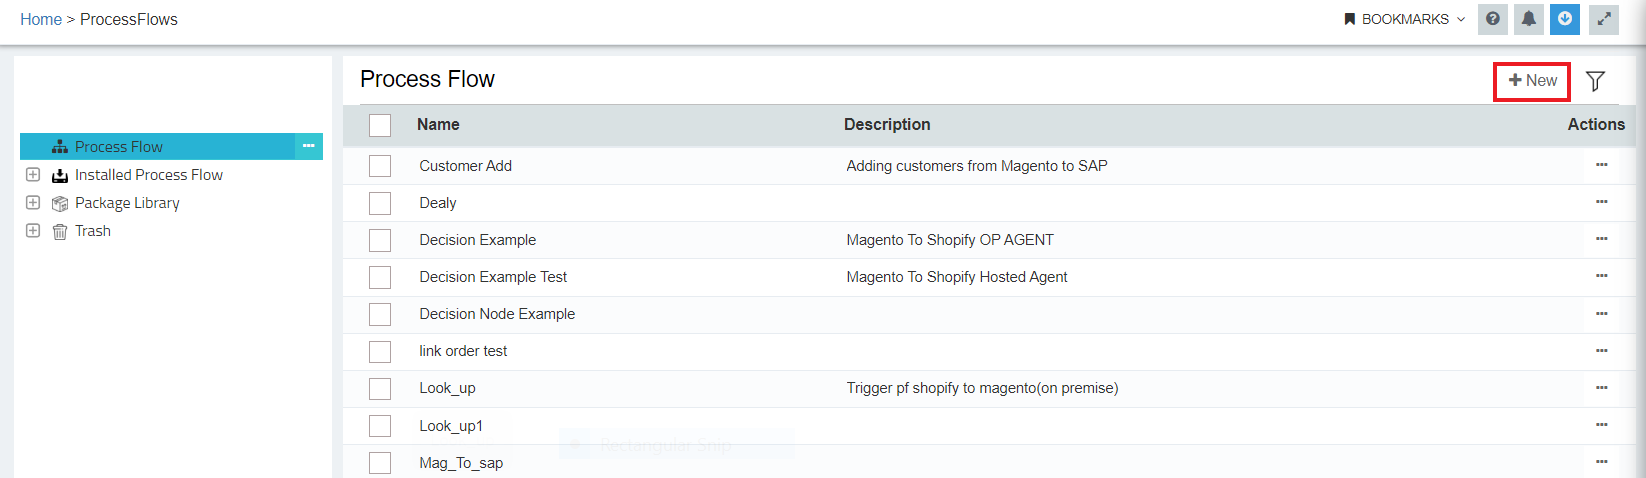 Home > ProcessFlows
BOOKMARKS
Process Flow
New
Process Flow
Installed Process Flow
Package Library
Trash
Name Description Actions
Customer Add Adding customers from Magento to SAP
Dealy
Decision Example Magento To Shopify OP AGENT
Decision Example Test Magento To Shopify Hosted Agent
Decision Node Example
link order test
Look_up Trigger pf shopify to magento(on premise)
Look_up1
Rectangular Snip
Mag_To_sap